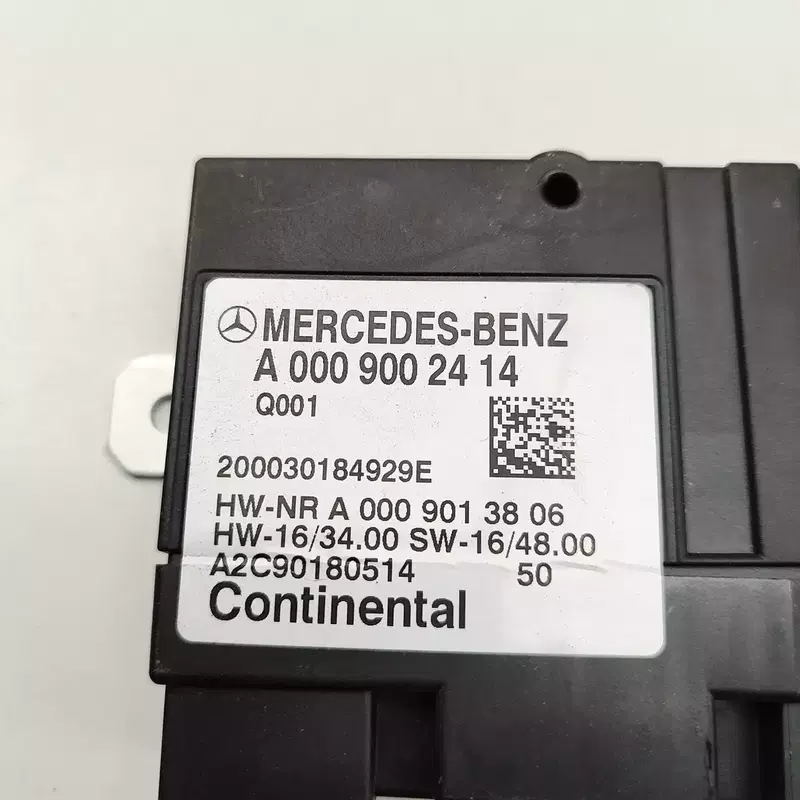 MERCEDES-BENZ
A 000 900 24 14
Q001
200030184929E
HW-NR A 000 901 38 06
HW-16/34.00 SW-16/48.00
A2C90180514 50
Continental